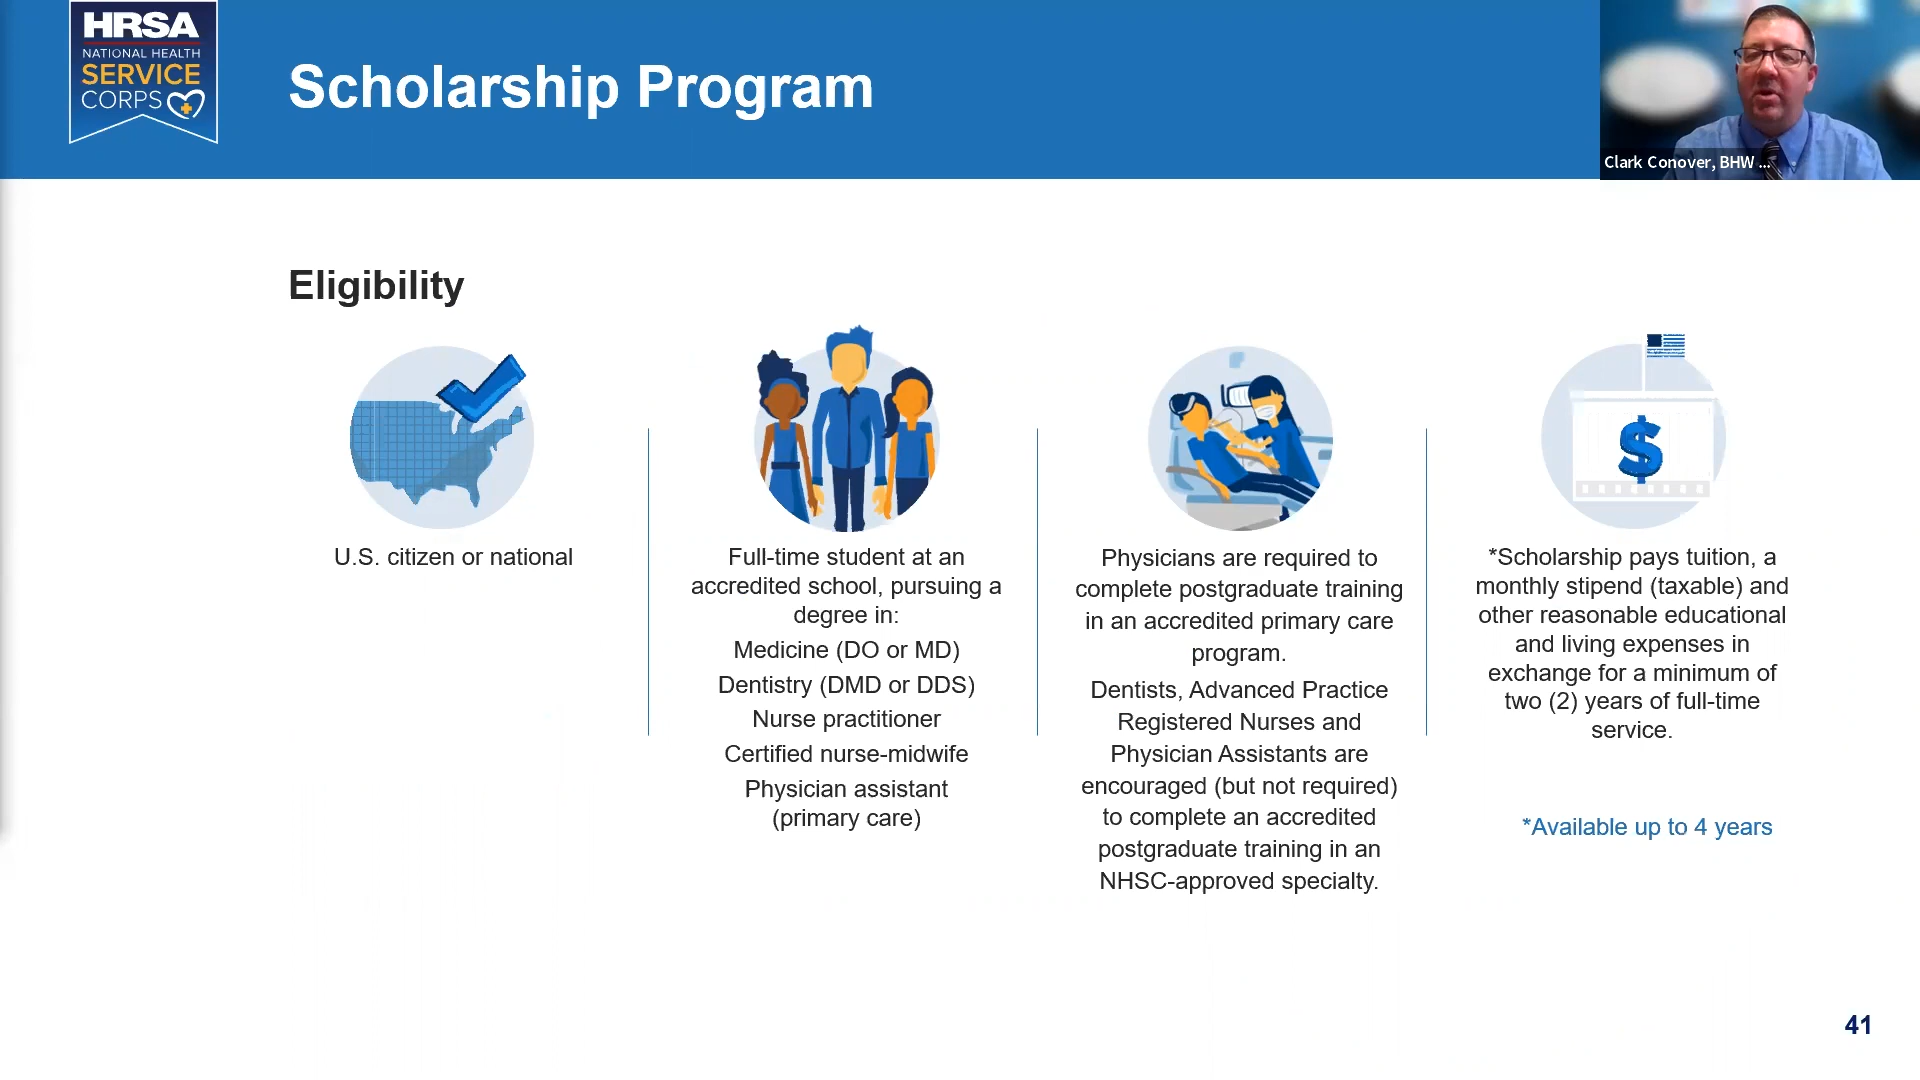 HRSA
NATIONAL HEALTH
SERVICE
CORPS
Scholarship Program
Clark Conover, BHW ...
Eligibility
U.S. citizen or national
Full-time student at an
accredited school, pursuing a
degree in:
Medicine (DO or MD)
Dentistry (DMD or DDS)
Nurse practitioner
Certified nurse-midwife
Physician assistant
(primary care)
Physicians are required to
complete postgraduate training
in an accredited primary care
program.
Dentists, Advanced Practice
Registered Nurses and
Physician Assistants are
encouraged (but not required)
to complete an accredited
postgraduate training in an
NHSC-approved specialty.
$
*Scholarship pays tuition, a
monthly stipend (taxable) and
other reasonable educational
and living expenses in
exchange for a minimum of
two (2) years of full-time
service.
*Available up to 4 years
41